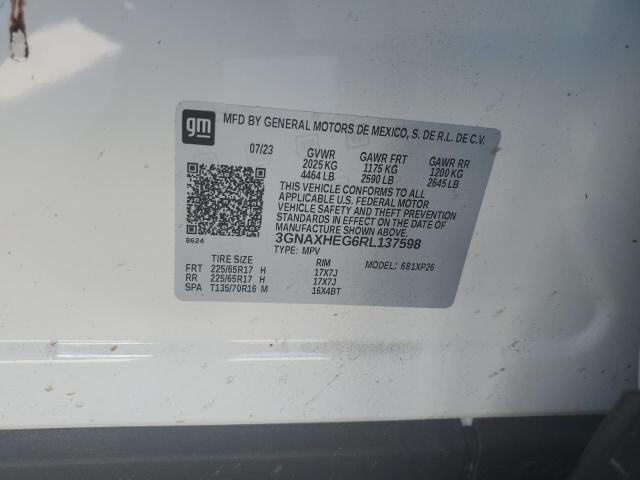 gm
MFD BY GENERAL MOTORS DE MEXICO, S. DE R.L. DE C.V.
07/23 GVWR GAWR FRT GAWR RR
2025 KG 1175 KG 1200 KG
4464 LB 2590 LB 2645 LB
THIS VEHICLE CONFORMS TO ALL
APPLICABLE U.S. FEDERAL MOTOR
VEHICLE SAFETY AND THEFT PREVENTION
STANDARDS IN EFFECT ON THE DATE OF
MANUFACTURE SHOWN ABOVE.
8624
3GNAXHEG6RL137598
TYPE: MPV MODEL: 681XP26
TIRE SIZE RIM
FRT 225/65R17 H 17X7J
RR 225/65R17 H 17X7J
SPA T135/70R16 M 16X4BT